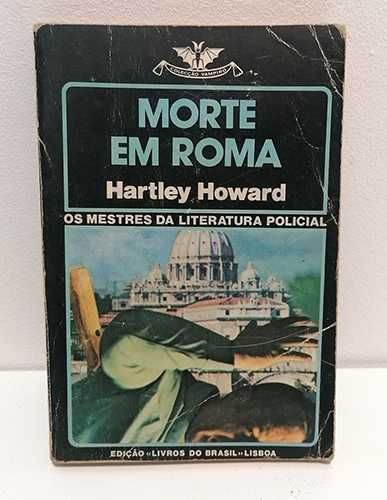 COLECÇÃO VAMPIRO
MORTE
EM ROMA
Hartley Howard
OS MESTRES DA LITERATURA POLICIAL
EDIÇÃO «LIVROS DO BRASIL» LISBOA